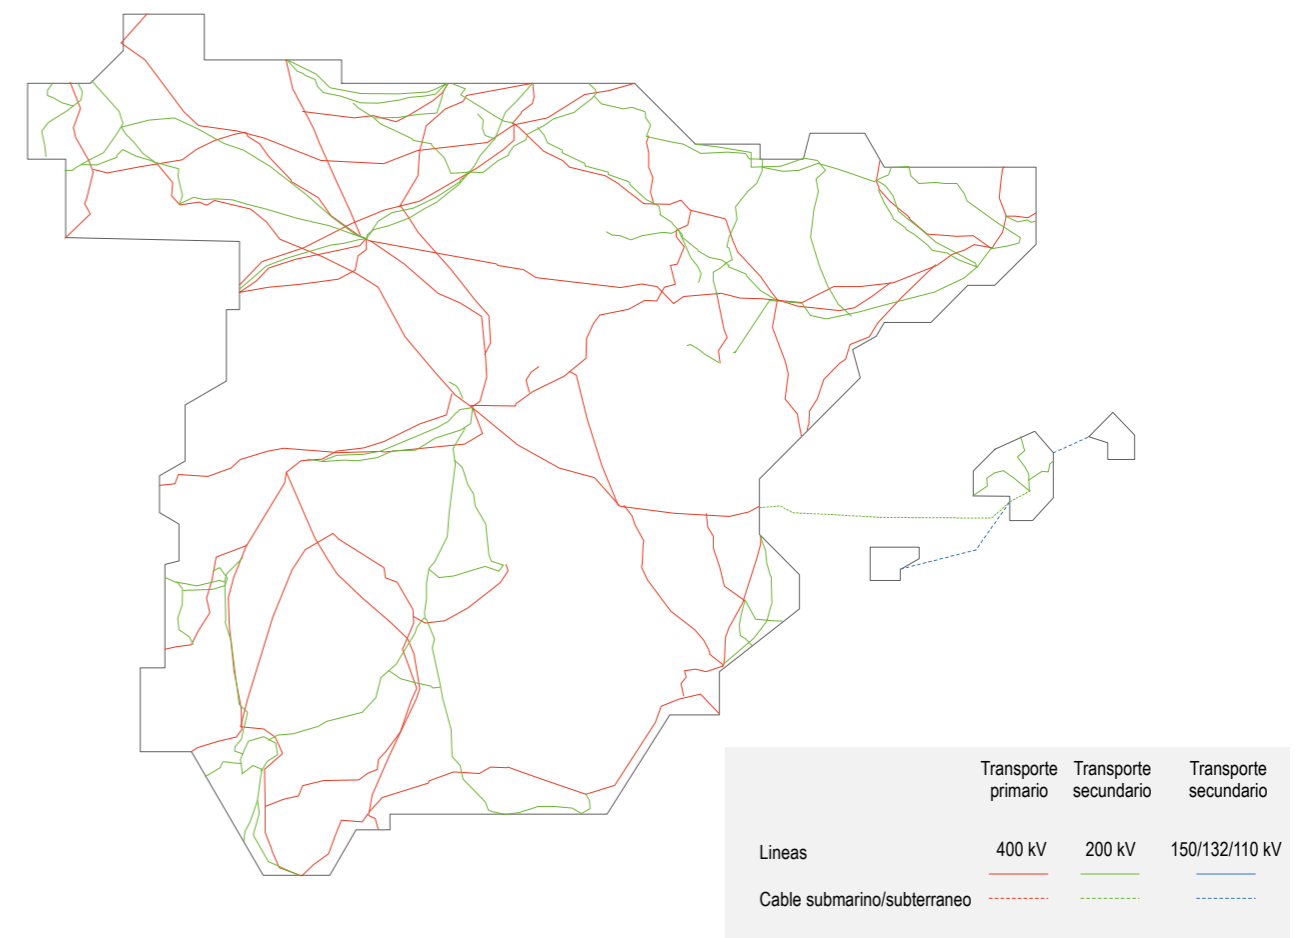 Transporte primario
Transporte secundario
Transporte secundario
Lineas
400 kV
200 kV
150/132/110 kV
Cable submarino/subterraneo